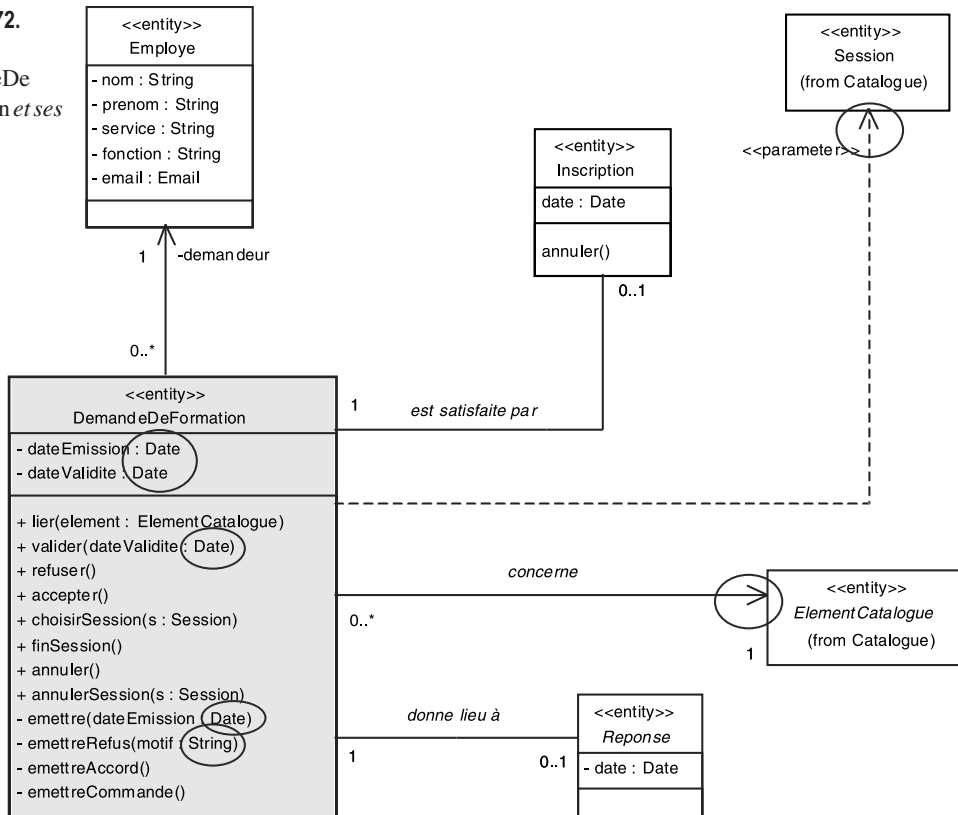 72.
De
n et ses
<<entity>>
Employe
- nom : String
- prenom : String
- service : String
- fonction : String
- email : Email
<<entity>>
Session
(from Catalogue)
<<parameter>>
<<entity>>
Inscription
date : Date
annuler()
0..1
1
-demandeur
0..*
<<entity>>
DemandeDeFormation
- dateEmission : Date
- dateValidite : Date
+ lier(element : ElementCatalogue)
+ valider(dateValidite : Date)
+ refuser()
+ accepter()
+ choisirSession(s : Session)
+ finSession()
+ annuler()
+ annulerSession(s : Session)
- emettre(dateEmission : Date)
- emettreRefus(motif : String)
- emettreAccord()
- emettreCommande()
1
est satisfaite par
concerne
0..*
1
<<entity>>
ElementCatalogue
(from Catalogue)
donne lieu à
1
0..1
<<entity>>
Reponse
- date : Date